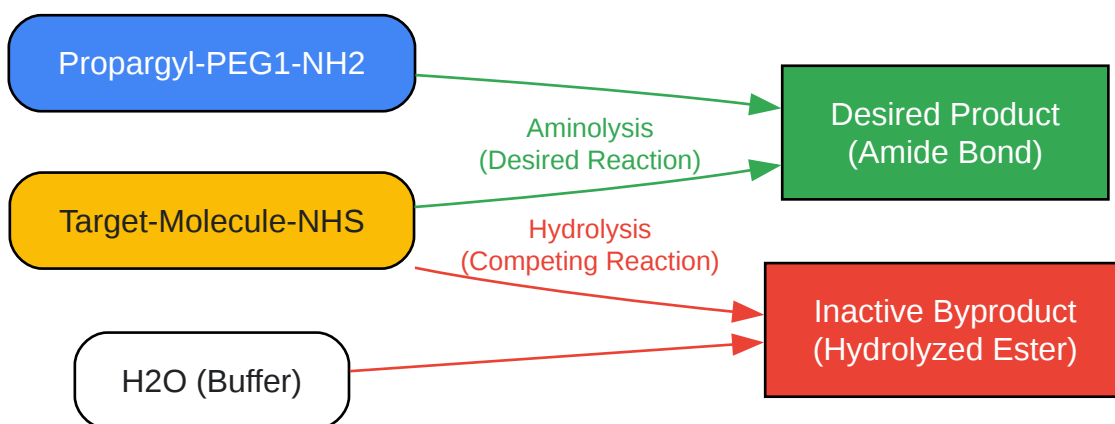 Propargyl-PEG1-NH2
Desired Product
(Amide Bond)
Aminolysis
(Desired Reaction)
Target-Molecule-NHS
Hydrolysis
(Competing Reaction)
Inactive Byproduct
(Hydrolyzed Ester)
H2O (Buffer)